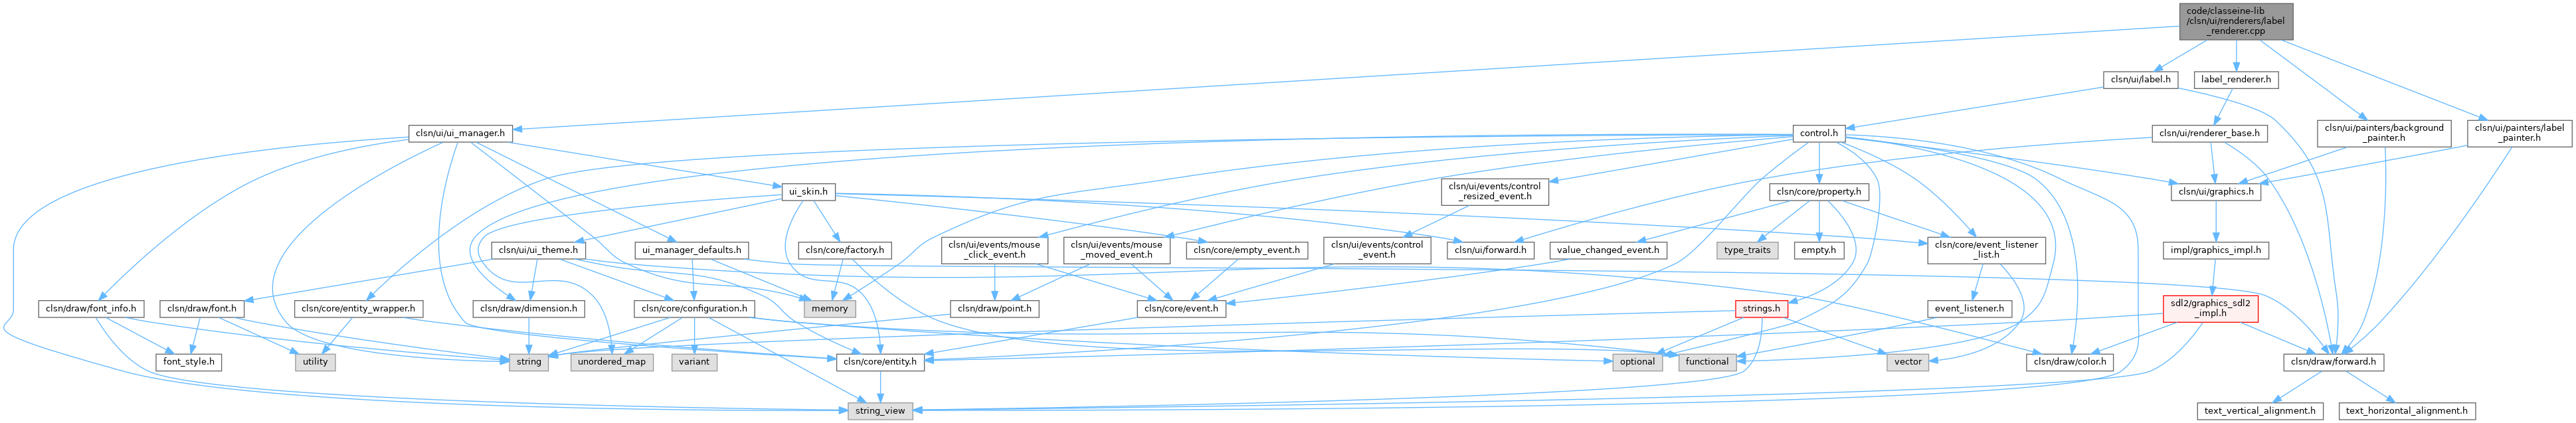 code/classeine-lib
/clsn/ui/renderers/label
_renderer.cpp
clsn/ui/label.h
label_renderer.h
clsn/ui/ui_manager.h
control.h
clsn/ui/renderer_base.h
clsn/ui/painters/background
_painter.h
clsn/ui/painters/label
_painter.h
ui_skin.h
clsn/ui/events/control
_resized_event.h
clsn/core/property.h
clsn/ui/graphics.h
clsn/ui/ui_theme.h
ui_manager_defaults.h
clsn/core/factory.h
clsn/ui/events/mouse
_click_event.h
clsn/ui/events/mouse
_moved_event.h
clsn/core/empty_event.h
clsn/ui/events/control
_event.h
clsn/ui/forward.h
value_changed_event.h
type_traits
empty.h
clsn/core/event_listener
_list.h
impl/graphics_impl.h
clsn/draw/font_info.h
clsn/draw/font.h
clsn/core/entity_wrapper.h
clsn/draw/dimension.h
clsn/core/configuration.h
memory
clsn/draw/point.h
clsn/core/event.h
strings.h
event_listener.h
sdl2/graphics_sdl2
_impl.h
font_style.h
utility
string
unordered_map
variant
clsn/core/entity.h
optional
functional
vector
clsn/draw/color.h
clsn/draw/forward.h
string_view
text_vertical_alignment.h
text_horizontal_alignment.h